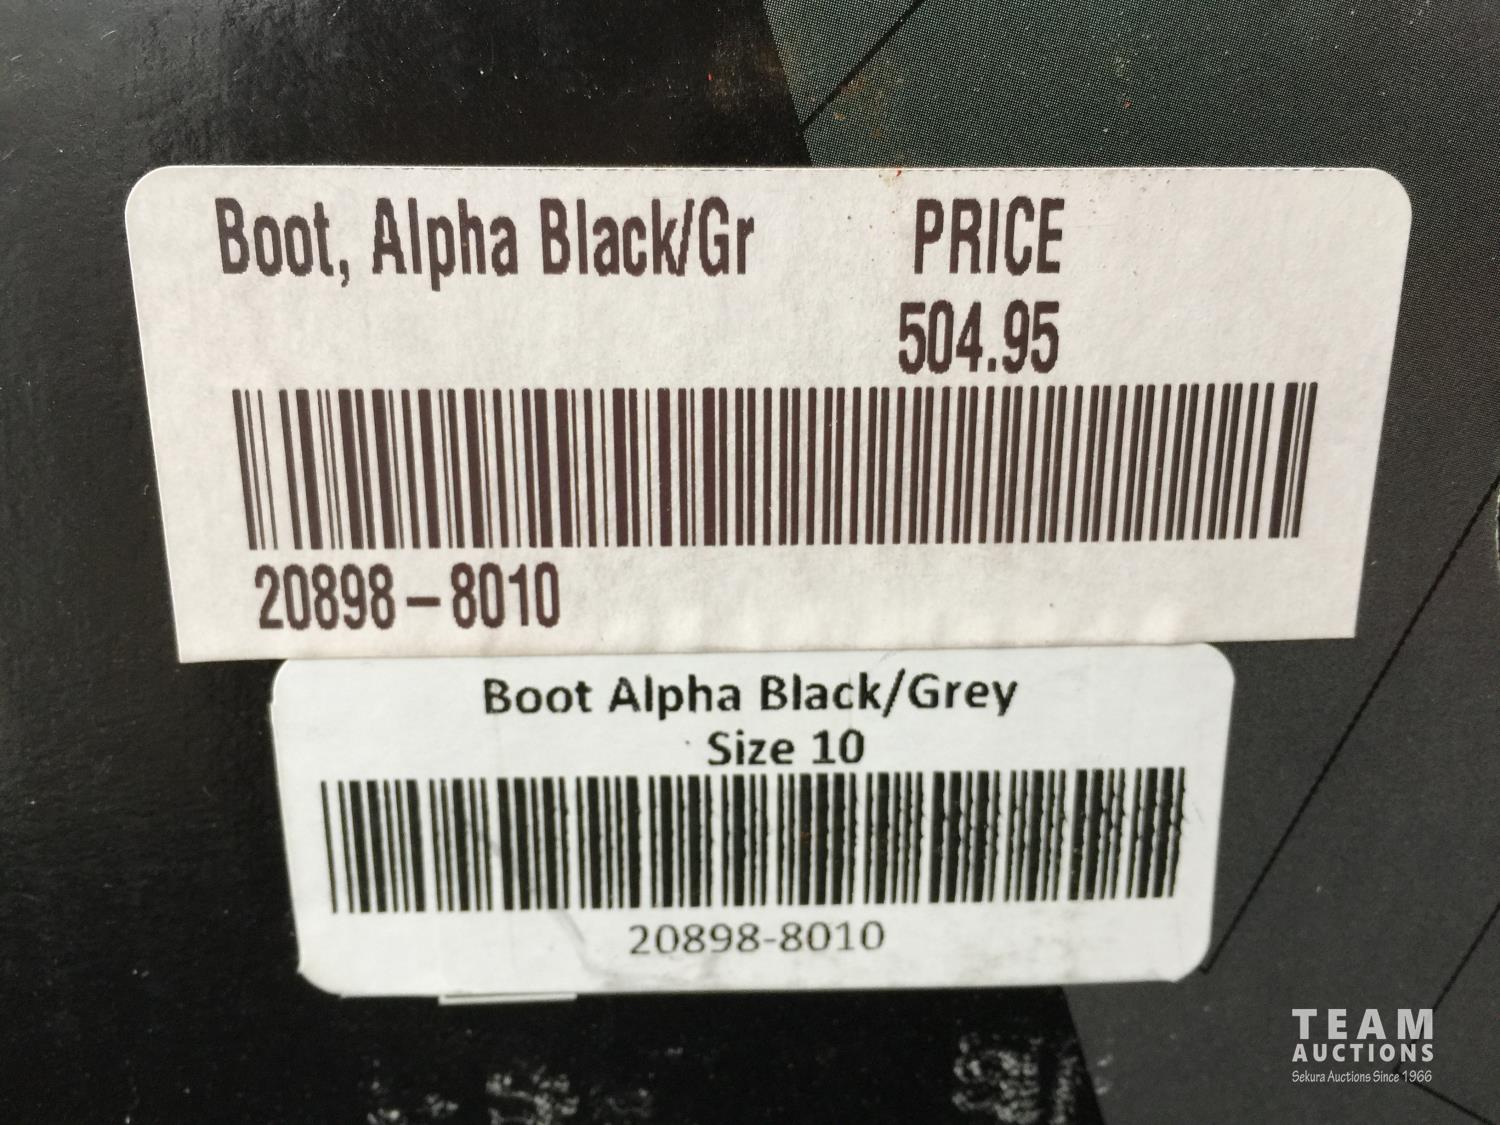 Boot, Alpha Black/Gr PRICE
504.95
20898-8010
Boot Alpha Black/Grey
Size 10
20898-8010
TEAM
AUCTIONS
Sekura Auctions Since 1966